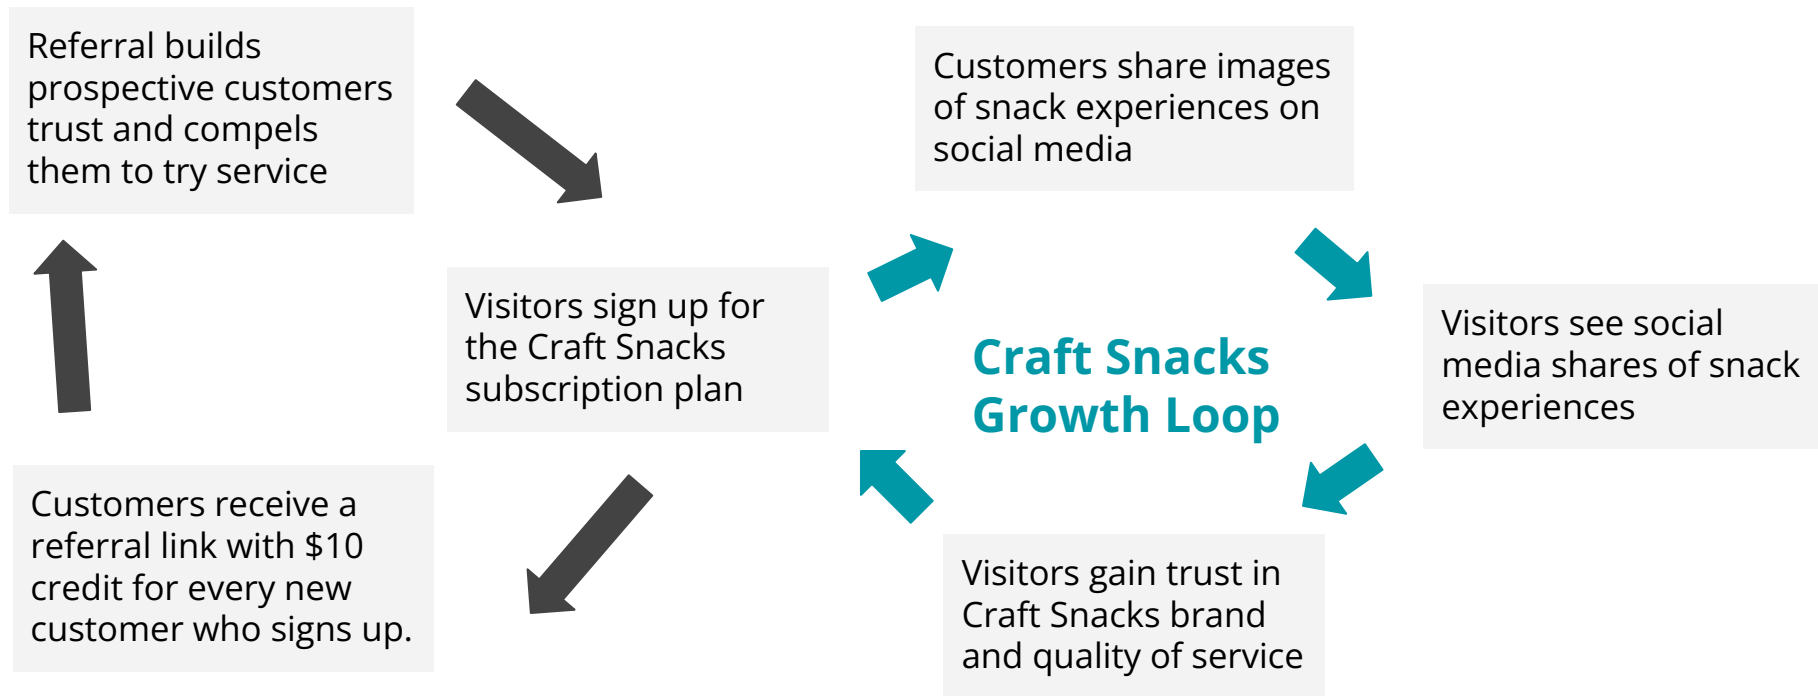 Referral builds
prospective customers
trust and compels
them to try service
Customers share images
of snack experiences on
social media
Visitors sign up for
the Craft Snacks
subscription plan
Craft Snacks
Growth Loop
Visitors see social
media shares of snack
experiences
Customers receive a
referral link with $10
credit for every new
customer who signs up.
Visitors gain trust in
Craft Snacks brand
and quality of service